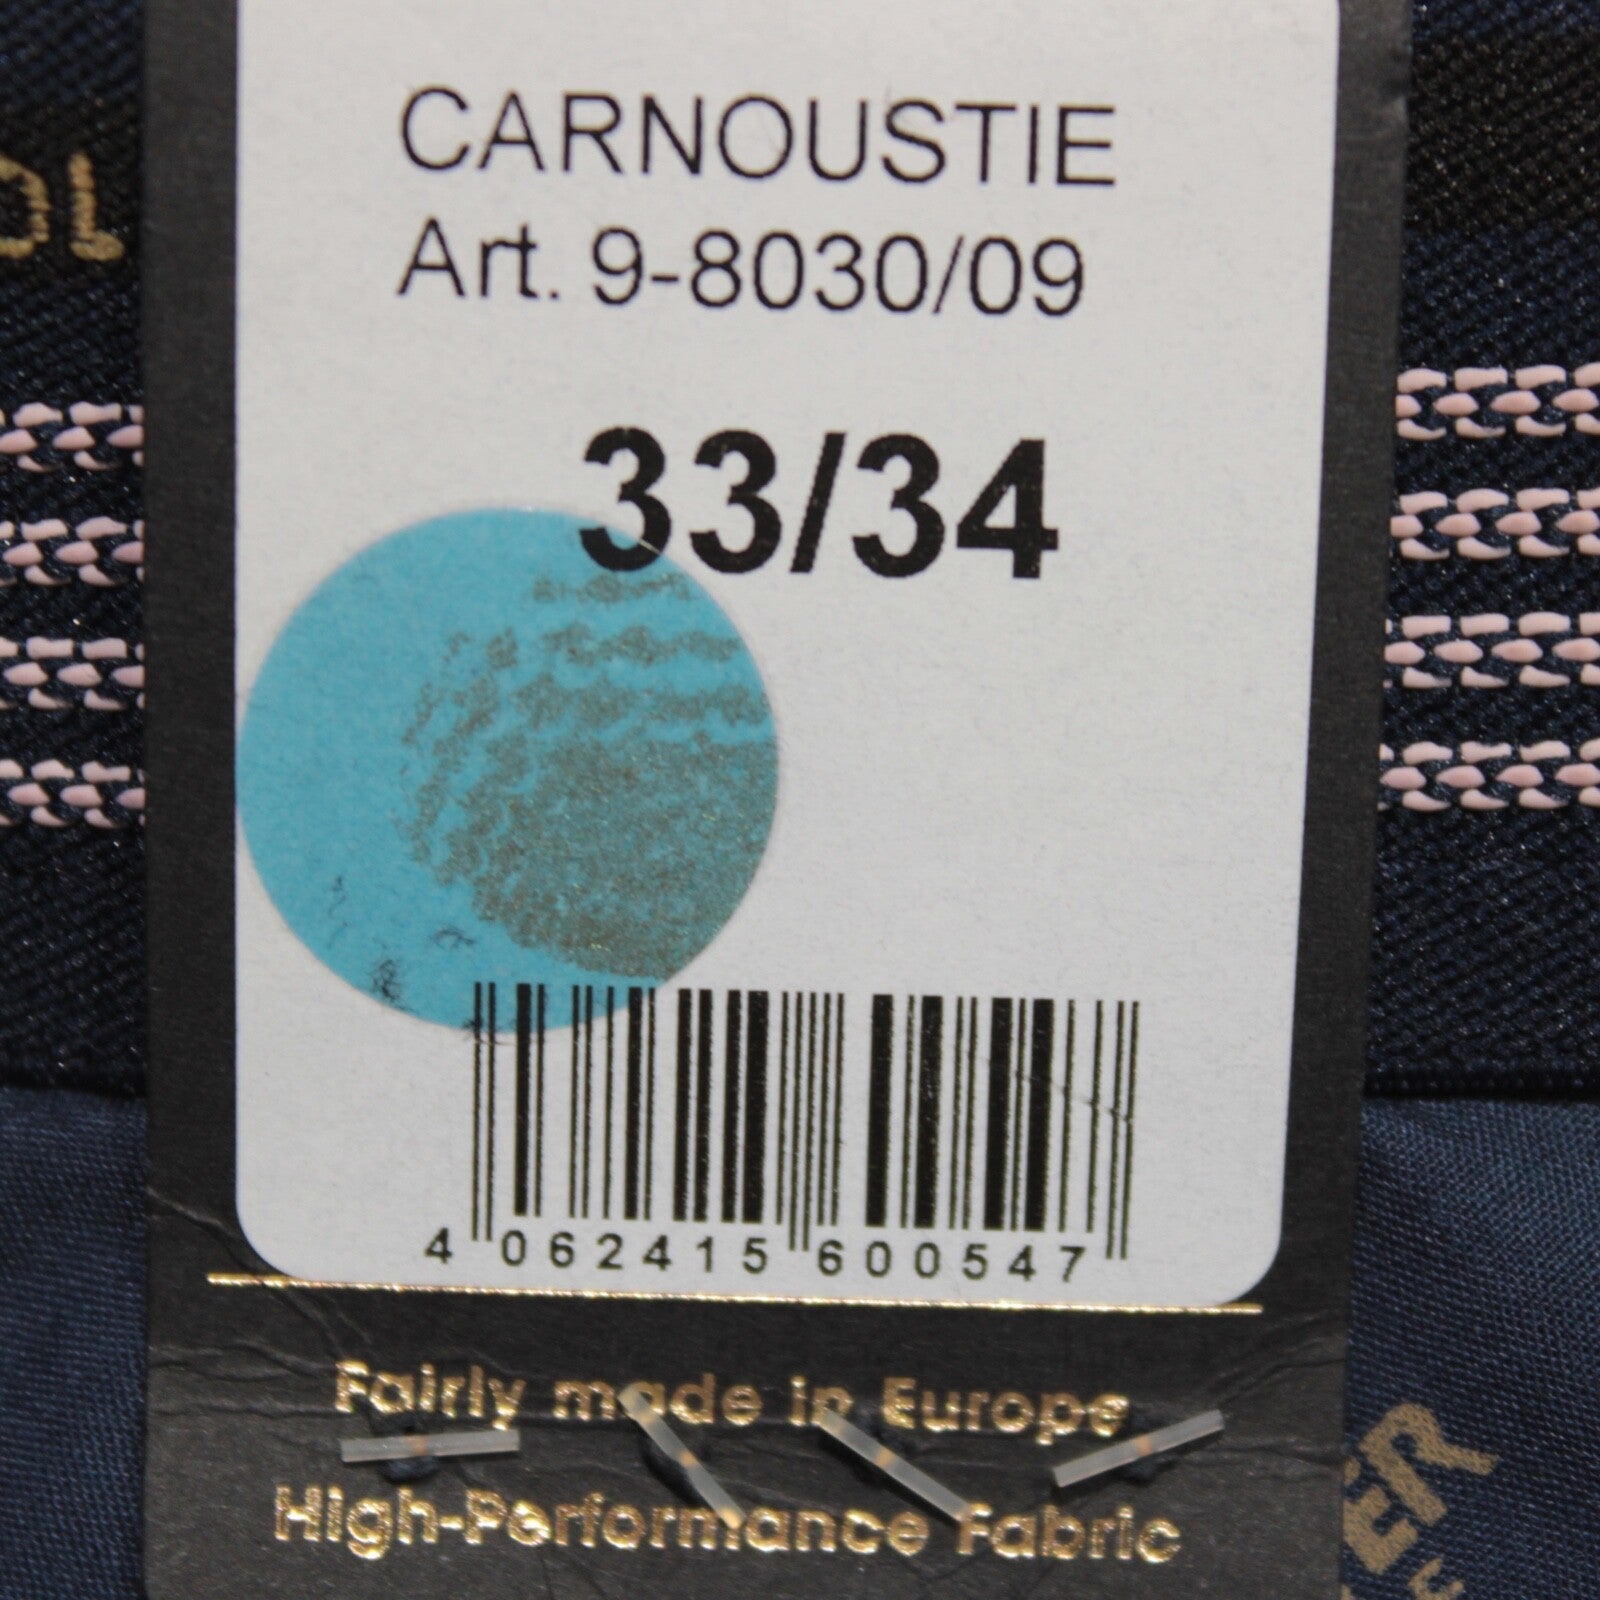 CARNOUSTIE
Art. 9-8030/09
33/34
4 062415 600547
Fairly made in Europe
High-Performance Fabric